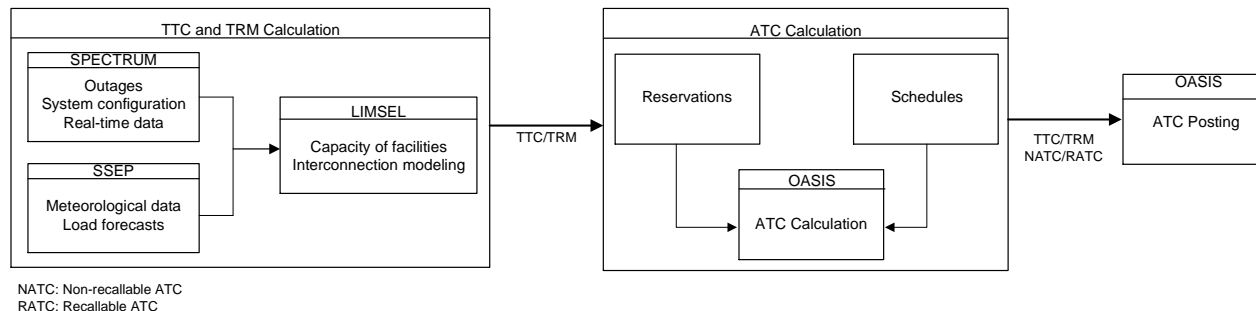 TTC and TRM Calculation
SPECTRUM
Outages
System configuration
Real-time data
SSEP
Meteorological data
Load forecasts
LIMSEL
Capacity of facilities
Interconnection modeling
TTC/TRM
ATC Calculation
Reservations
Schedules
OASIS
ATC Calculation
TTC/TRM
NATC/RATC
OASIS
ATC Posting
NATC: Non-recallable ATC
RATC: Recallable ATC